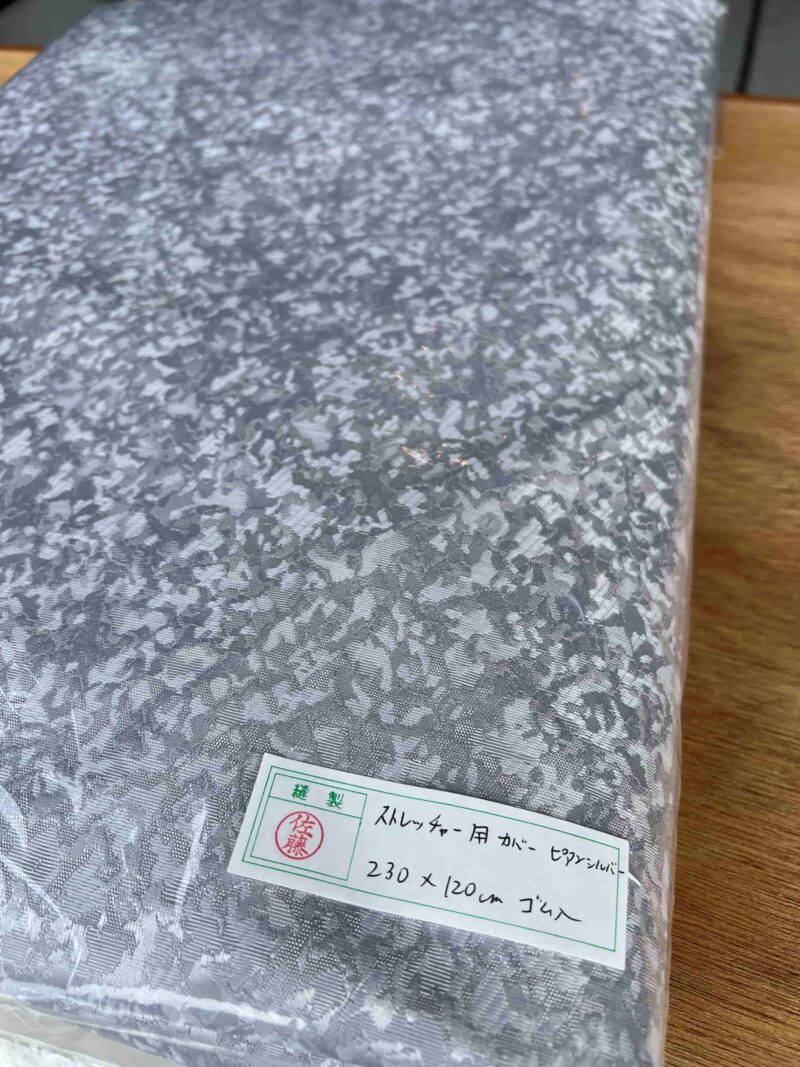 縫製
佐藤
ストレッチャー用カバー ピアンシルバー
230×120cm ゴム入